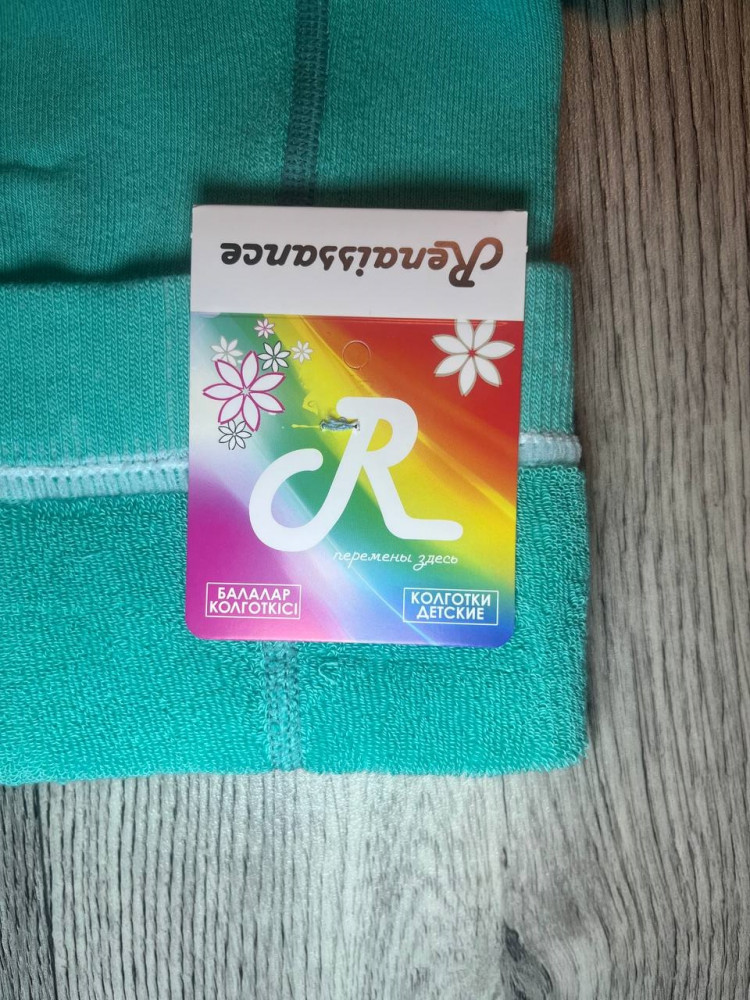 Renaissance
R
перемены здесь
БАЛАЛАР
КОЛГОТКІСІ
КОЛГОТКИ
ДЕТСКИЕ